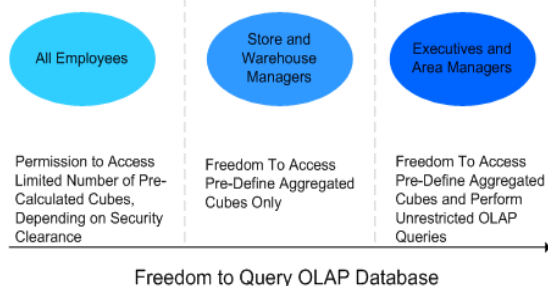 All Employees
Store and
Warehouse
Managers
Executives and
Area Managers
Permission to Access
Limited Number of Pre-
Calculated Cubes,
Depending on Security
Clearance
Freedom To Access
Pre-Define Aggregated
Cubes Only
Freedom To Access
Pre-Define Aggregated
Cubes and Perform
Unrestricted OLAP
Queries
Freedom to Query OLAP Database